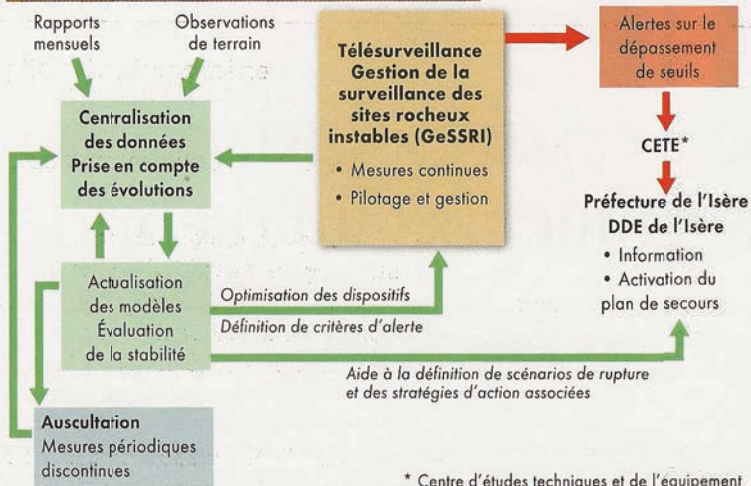 Rapports
mensuels
Observations
de terrain
Télésurveillance
Gestion de la
surveillance des
sites rocheux
instables (GeSSRI)
• Mesures continues
• Pilotage et gestion
Alertes sur le
dépassement
de seuils
Centralisation
des données
Prise en compte
des évolutions
CETE*
Préfecture de l'Isère
DDE de l'Isère
• Information
• Activation du
plan de secours
Actualisation
des modèles
Évaluation
de la stabilité
Optimisation des dispositifs
Définition de critères d'alerte
Aide à la définition de scénarios de rupture
et des stratégies d'action associées
Auscultation
Mesures périodiques
discontinues
* Centre d'études techniques et de l'équipement